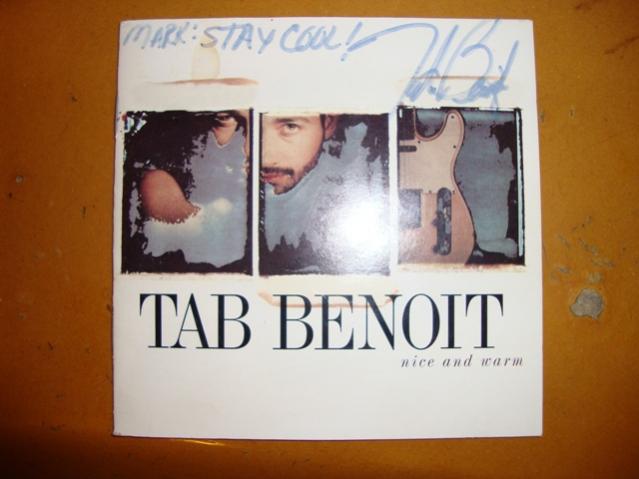 MARK: STAY COOL!
TAB BENOIT
nice and warm